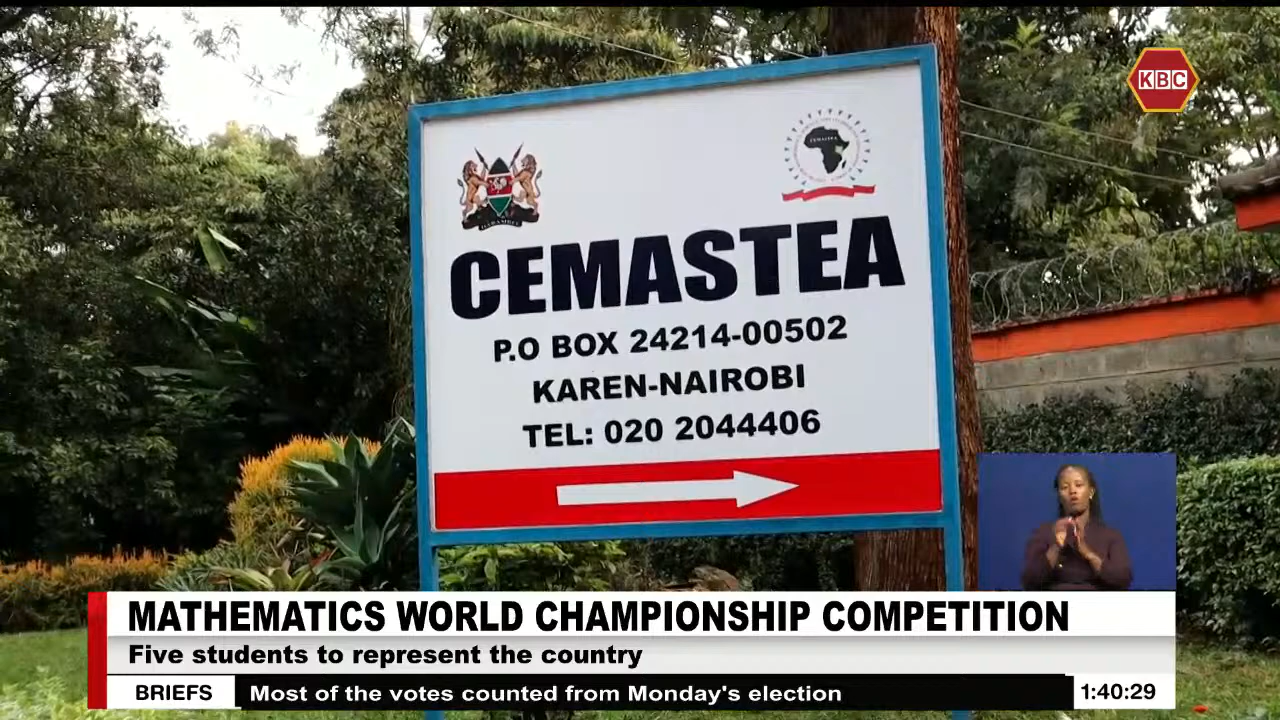 KBC
CEMASTEA
P.O BOX 24214-00502
KAREN-NAIROBI
TEL: 020 2044406
MATHEMATICS WORLD CHAMPIONSHIP COMPETITION
Five students to represent the country
BRIEFS Most of the votes counted from Monday's election 1:40:29